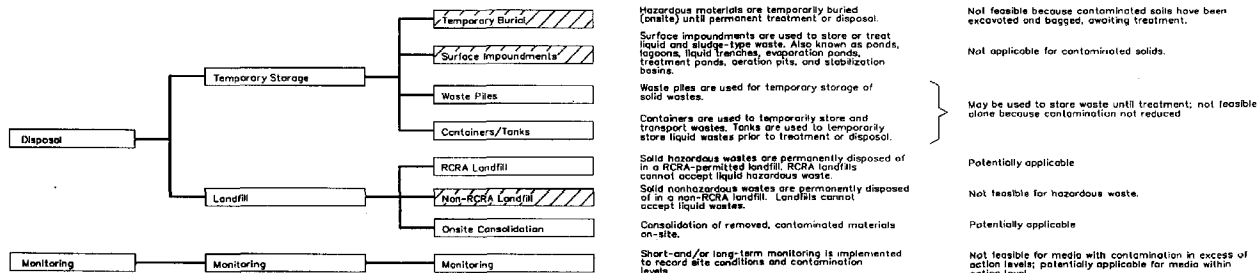 Temporary Burial
Hazardous materials are temporarily buried
(onsite) until permanent treatment or disposal.
Not feasible because contaminated soils have been
excavated and bagged, awaiting treatment.
Surface Impoundments
Surface impoundments are used to store or treat
liquid and sludge-type waste. Also known as ponds,
lagoons, liquid trenches, evaporation ponds,
treatment ponds, aeration pits, and stabilization
basins.
Not applicable for contaminated solids.
Temporary Storage
Waste Piles
Waste piles are used for temporary storage of
solid wastes.
Containers/Tanks
Containers are used to temporarily store and
transport wastes. Tanks are used to temporarily
store liquid wastes prior to treatment or disposal.
May be used to store waste until treatment; not feasible
alone because contamination not reduced
Disposal
RCRA Landfill
Solid hazardous wastes are permanently disposed of
in a RCRA-permitted landfill. RCRA landfills
cannot accept liquid hazardous waste.
Potentially applicable
Landfill
Non-RCRA Landfill
Solid nonhazardous wastes are permanently disposed
of in a non-RCRA landfill. Landfills cannot
accept liquid wastes.
Not feasible for hazardous waste.
Onsite Consolidation
Consolidation of removed, contaminated materials
on-site.
Potentially applicable
Monitoring
Monitoring
Monitoring
Short-and/or long-term monitoring is implemented
to record site conditions and contamination
levels
Not feasible for media with contamination in excess of
action levels; potentially applicable for media within
action level